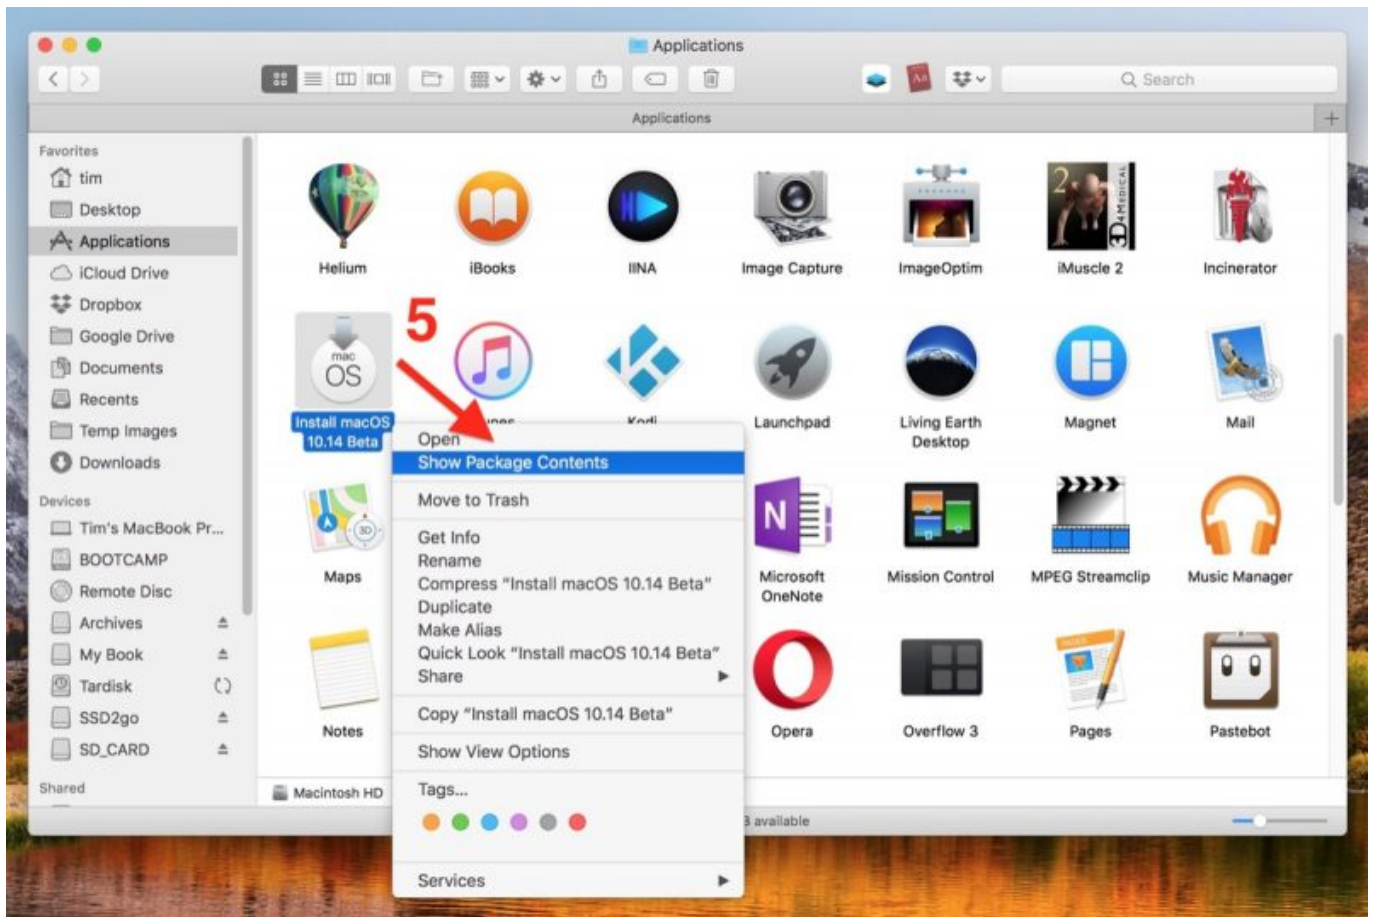 Applications
Search
Applications
Favorites
tim
Desktop
Applications
iCloud Drive
Dropbox
Google Drive
Documents
Recents
Temp Images
Downloads
Devices
Tim's MacBook Pr...
BOOTCAMP
Remote Disc
Archives
My Book
Tardisk
SSD2go
SD_CARD
Shared
2
3D4MEDICAL
Helium
iBooks
IINA
Image Capture
ImageOptim
iMuscle 2
Incinerator
5
mac
OS
Install macOS
10.14 Beta
Launchpad
Living Earth
Desktop
Magnet
Mail
3D
N
Maps
Microsoft
OneNote
Mission Control
MPEG Streamclip
Music Manager
PAGES
Notes
Opera
Overflow 3
Pages
Pastebot
Open
Show Package Contents
Move to Trash
Get Info
Rename
Compress “Install macOS 10.14 Beta”
Duplicate
Make Alias
Quick Look “Install macOS 10.14 Beta”
Share
Copy “Install macOS 10.14 Beta”
Show View Options
Tags...
Services
Macintosh HD
available